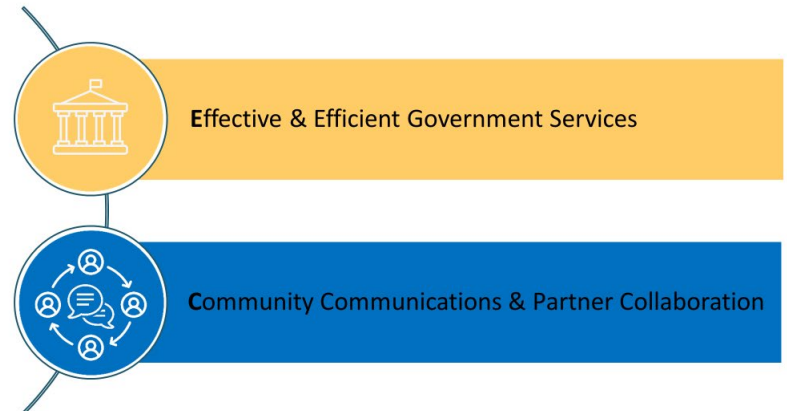 Effective & Efficient Government Services
Community Communications & Partner Collaboration